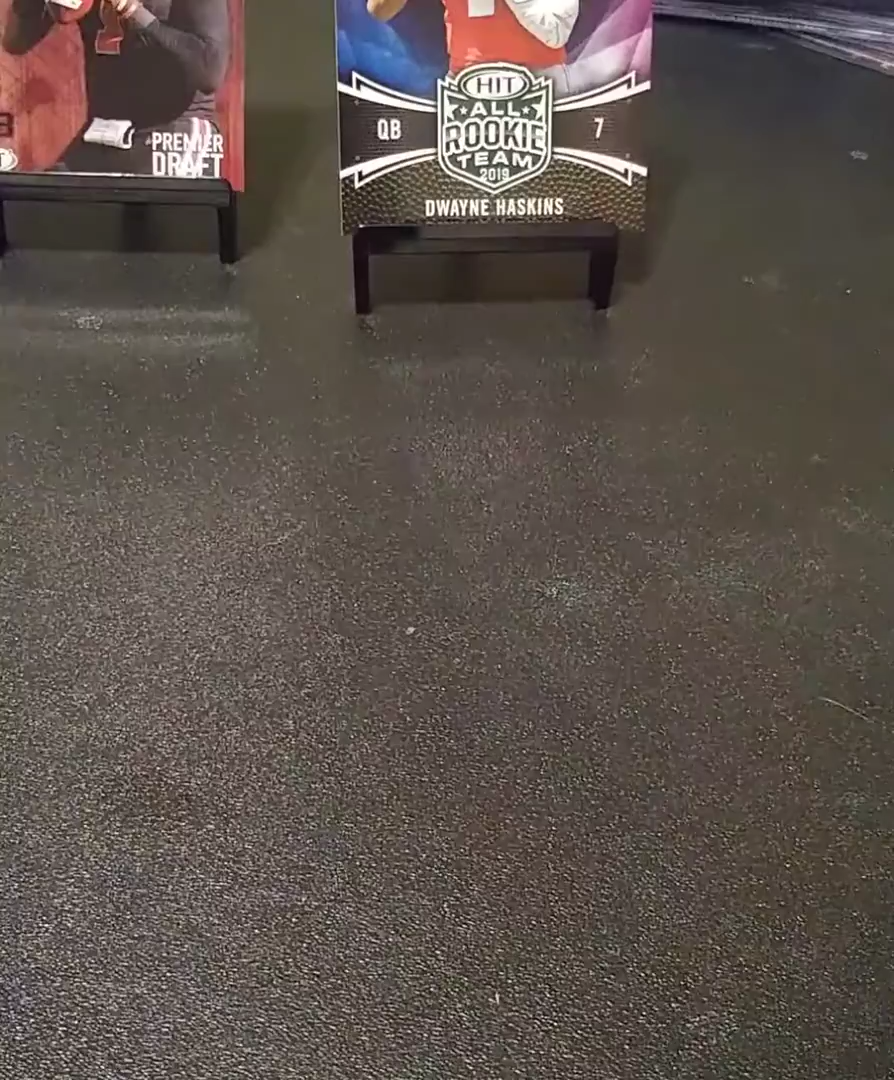 PREMIER
DRAFT
HIT
ALL
QB ROOKIE 7
TEAM
2019
DWAYNE HASKINS